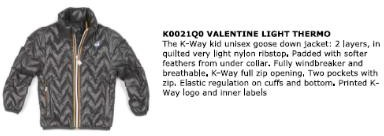 K0021Q0 VALENTINE LIGHT THERMO
The K-Way kid unisex goose down jacket: 2 layers, in
quilted very light nylon ribstop. Padded with softer
feathers from under collar. Fully windbreaker and
breathable, K-Way full zip opening, Two pockets with
zip. Elastic regulation on cuffs and bottom. Printed K-
Way logo and inner labels